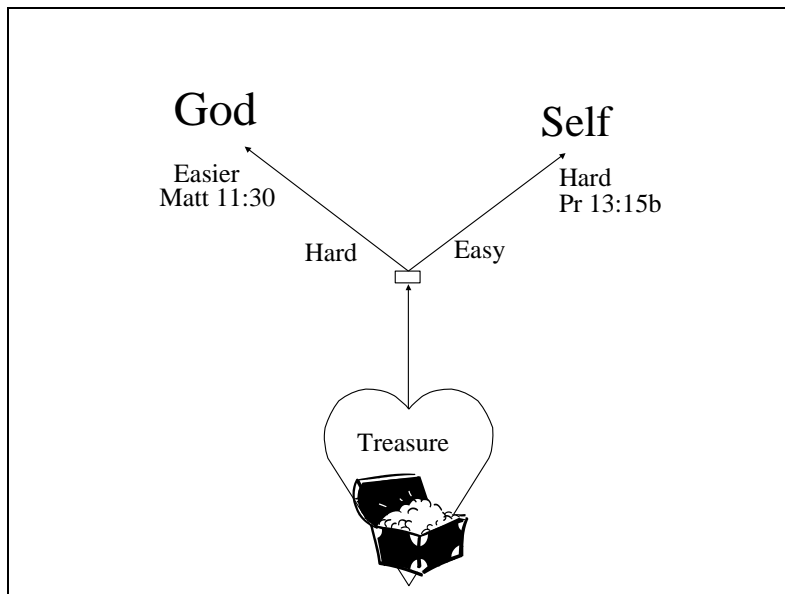 God
Self
Easier
Matt 11:30
Hard
Pr 13:15b
Hard
Easy
Treasure